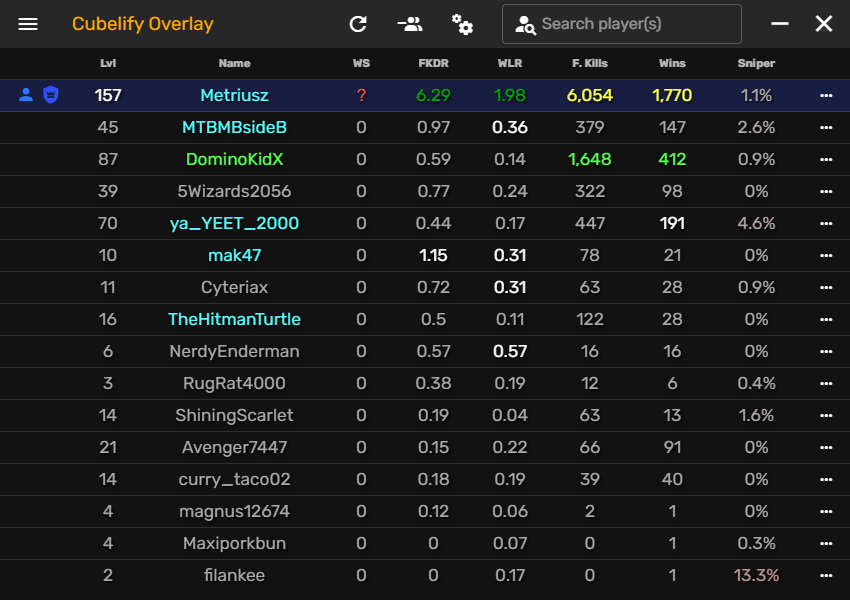 Cubelify Overlay Search player(s)
Lvl Name WS FKDR WLR F. Kills Wins Sniper
157 Metriusz ? 6.29 1.98 6,054 1,770 1.1%
45 MTBMBsideB 0 0.97 0.36 379 147 2.6%
87 DominoKidX 0 0.59 0.14 1,648 412 0.9%
39 5Wizards2056 0 0.77 0.24 322 98 0%
70 ya_YEET_2000 0 0.44 0.17 447 191 4.6%
10 mak47 0 1.15 0.31 78 21 0%
11 Cyteriax 0 0.72 0.31 63 28 0.9%
16 TheHitmanTurtle 0 0.5 0.11 122 28 0%
6 NerdyEnderman 0 0.57 0.57 16 16 0%
3 RugRat4000 0 0.38 0.19 12 6 0.4%
14 ShiningScarlet 0 0.19 0.04 63 13 1.6%
21 Avenger7447 0 0.15 0.22 66 91 0%
14 curry_taco02 0 0.18 0.19 39 40 0%
4 magnus12674 0 0.12 0.06 2 1 0%
4 Maxiporkbun 0 0 0.07 0 1 0.3%
2 filankee 0 0 0.17 0 1 13.3%